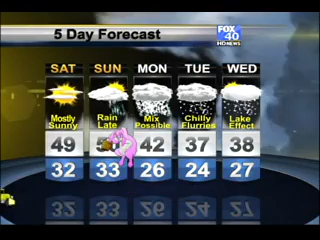 5 Day Forecast
FOX
40
HD NEWS
SAT SUN MON TUE WED
Mostly Sunny
Rain Late
Mix Possible
Chilly Flurries
Lake Effect
49 5 42 37 38
32 33 26 24 27